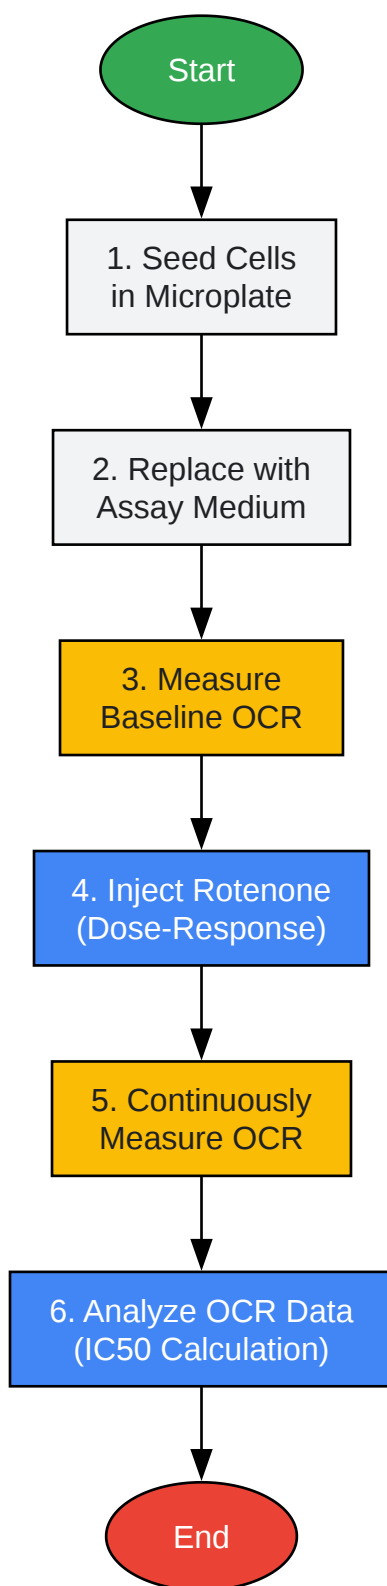 Start
1. Seed Cells
in Microplate
2. Replace with
Assay Medium
3. Measure
Baseline OCR
4. Inject Rotenone
(Dose-Response)
5. Continuously
Measure OCR
6. Analyze OCR Data
(IC50 Calculation)
End